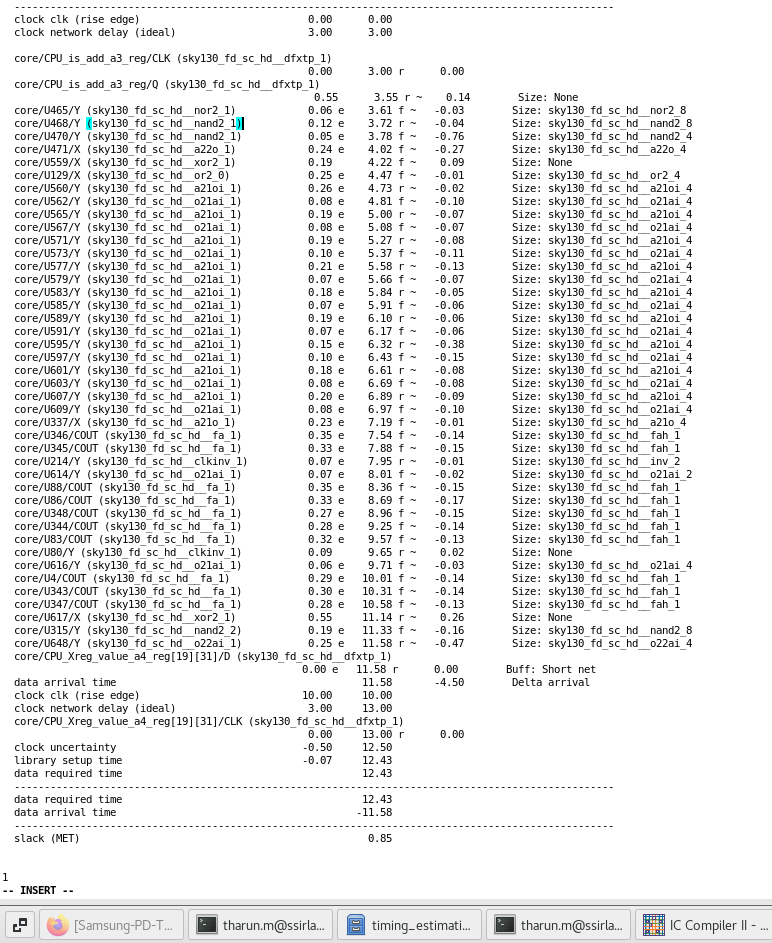 ---------------------------------------------------------------------------------------------
clock clk (rise edge) 0.00 0.00
clock network delay (ideal) 3.00 3.00
core/CPU_is_add_a3_reg/CLK (sky130_fd_sc_hd__dfxtp_1)
0.00 3.00 r 0.00
core/CPU_is_add_a3_reg/Q (sky130_fd_sc_hd__dfxtp_1)
0.55 3.55 r ~ 0.14 Size: None
core/U465/Y (sky130_fd_sc_hd__nor2_1) 0.06 e 3.61 f ~ -0.03 Size: sky130_fd_sc_hd__nor2_8
core/U468/Y (sky130_fd_sc_hd__nand2_1) 0.12 e 3.72 r ~ -0.04 Size: sky130_fd_sc_hd__nand2_8
core/U470/Y (sky130_fd_sc_hd__nand2_1) 0.05 e 3.78 f ~ -0.76 Size: sky130_fd_sc_hd__nand2_4
core/U471/X (sky130_fd_sc_hd__a22o_1) 0.24 e 4.02 f ~ -0.27 Size: sky130_fd_sc_hd__a22o_4
core/U559/X (sky130_fd_sc_hd__xor2_1) 0.19 4.22 f ~ 0.09 Size: None
core/U129/X (sky130_fd_sc_hd__or2_0) 0.25 e 4.47 f ~ -0.01 Size: sky130_fd_sc_hd__or2_4
core/U560/Y (sky130_fd_sc_hd__a21oi_1) 0.26 e 4.73 r ~ -0.02 Size: sky130_fd_sc_hd__a21oi_4
core/U562/Y (sky130_fd_sc_hd__o21ai_1) 0.08 e 4.81 f ~ -0.10 Size: sky130_fd_sc_hd__o21ai_4
core/U565/Y (sky130_fd_sc_hd__a21oi_1) 0.19 e 5.00 r ~ -0.07 Size: sky130_fd_sc_hd__a21oi_4
core/U567/Y (sky130_fd_sc_hd__o21ai_1) 0.08 e 5.08 f ~ -0.07 Size: sky130_fd_sc_hd__o21ai_4
core/U571/Y (sky130_fd_sc_hd__a21oi_1) 0.19 e 5.27 r ~ -0.08 Size: sky130_fd_sc_hd__a21oi_4
core/U573/Y (sky130_fd_sc_hd__o21ai_1) 0.10 e 5.37 f ~ -0.11 Size: sky130_fd_sc_hd__o21ai_4
core/U577/Y (sky130_fd_sc_hd__a21oi_1) 0.21 e 5.58 r ~ -0.13 Size: sky130_fd_sc_hd__a21oi_4
core/U579/Y (sky130_fd_sc_hd__o21ai_1) 0.07 e 5.66 f ~ -0.07 Size: sky130_fd_sc_hd__o21ai_4
core/U583/Y (sky130_fd_sc_hd__a21oi_1) 0.18 e 5.84 r ~ -0.05 Size: sky130_fd_sc_hd__a21oi_4
core/U585/Y (sky130_fd_sc_hd__o21ai_1) 0.07 e 5.91 f ~ -0.06 Size: sky130_fd_sc_hd__o21ai_4
core/U589/Y (sky130_fd_sc_hd__a21oi_1) 0.19 e 6.10 r ~ -0.06 Size: sky130_fd_sc_hd__a21oi_4
core/U591/Y (sky130_fd_sc_hd__o21ai_1) 0.07 e 6.17 f ~ -0.06 Size: sky130_fd_sc_hd__o21ai_4
core/U595/Y (sky130_fd_sc_hd__a21oi_1) 0.15 e 6.32 r ~ -0.38 Size: sky130_fd_sc_hd__a21oi_4
core/U597/Y (sky130_fd_sc_hd__o21ai_1) 0.10 e 6.43 f ~ -0.15 Size: sky130_fd_sc_hd__o21ai_4
core/U601/Y (sky130_fd_sc_hd__a21oi_1) 0.18 e 6.61 r ~ -0.08 Size: sky130_fd_sc_hd__a21oi_4
core/U603/Y (sky130_fd_sc_hd__o21ai_1) 0.08 e 6.69 f ~ -0.08 Size: sky130_fd_sc_hd__o21ai_4
core/U607/Y (sky130_fd_sc_hd__a21oi_1) 0.20 e 6.89 r ~ -0.09 Size: sky130_fd_sc_hd__a21oi_4
core/U609/Y (sky130_fd_sc_hd__o21ai_1) 0.08 e 6.97 f ~ -0.10 Size: sky130_fd_sc_hd__o21ai_4
core/U337/X (sky130_fd_sc_hd__a21o_1) 0.23 e 7.19 f ~ -0.01 Size: sky130_fd_sc_hd__a21o_4
core/U346/COUT (sky130_fd_sc_hd__fa_1) 0.35 e 7.54 f ~ -0.14 Size: sky130_fd_sc_hd__fah_1
core/U345/COUT (sky130_fd_sc_hd__fa_1) 0.33 e 7.88 f ~ -0.15 Size: sky130_fd_sc_hd__fah_1
core/U214/Y (sky130_fd_sc_hd__clkinv_1) 0.07 e 7.95 r ~ -0.01 Size: sky130_fd_sc_hd__inv_2
core/U614/Y (sky130_fd_sc_hd__o21ai_1) 0.07 e 8.01 f ~ -0.02 Size: sky130_fd_sc_hd__o21ai_2
core/U88/COUT (sky130_fd_sc_hd__fa_1) 0.35 e 8.36 f ~ -0.15 Size: sky130_fd_sc_hd__fah_1
core/U86/COUT (sky130_fd_sc_hd__fa_1) 0.33 e 8.69 f ~ -0.17 Size: sky130_fd_sc_hd__fah_1
core/U348/COUT (sky130_fd_sc_hd__fa_1) 0.27 e 8.96 f ~ -0.15 Size: sky130_fd_sc_hd__fah_1
core/U344/COUT (sky130_fd_sc_hd__fa_1) 0.28 e 9.25 f ~ -0.14 Size: sky130_fd_sc_hd__fah_1
core/U83/COUT (sky130_fd_sc_hd__fa_1) 0.32 e 9.57 f ~ -0.13 Size: sky130_fd_sc_hd__fah_1
core/U80/Y (sky130_fd_sc_hd__clkinv_1) 0.09 9.65 r ~ 0.02 Size: None
core/U616/Y (sky130_fd_sc_hd__o21ai_1) 0.06 e 9.71 f ~ -0.03 Size: sky130_fd_sc_hd__o21ai_4
core/U4/COUT (sky130_fd_sc_hd__fa_1) 0.29 e 10.01 f ~ -0.14 Size: sky130_fd_sc_hd__fah_1
core/U343/COUT (sky130_fd_sc_hd__fa_1) 0.30 e 10.31 f ~ -0.14 Size: sky130_fd_sc_hd__fah_1
core/U347/COUT (sky130_fd_sc_hd__fa_1) 0.28 e 10.58 f ~ -0.13 Size: sky130_fd_sc_hd__fah_1
core/U617/X (sky130_fd_sc_hd__xor2_1) 0.55 11.14 r ~ 0.26 Size: None
core/U315/Y (sky130_fd_sc_hd__nand2_2) 0.19 e 11.33 f ~ -0.16 Size: sky130_fd_sc_hd__nand2_8
core/U648/Y (sky130_fd_sc_hd__o22ai_1) 0.25 e 11.58 r ~ -0.47 Size: sky130_fd_sc_hd__o22ai_4
core/CPU_Xreg_value_a4_reg[19][31]/D (sky130_fd_sc_hd__dfxtp_1)
0.00 e 11.58 r 0.00 Buff: Short net
data arrival time 11.58 -4.50 Delta arrival
clock clk (rise edge) 10.00 10.00
clock network delay (ideal) 3.00 13.00
core/CPU_Xreg_value_a4_reg[19][31]/CLK (sky130_fd_sc_hd__dfxtp_1)
0.00 13.00 r 0.00
clock uncertainty -0.50 12.50
library setup time -0.07 12.43
data required time 12.43
---------------------------------------------------------------------------------------------
data required time 12.43
data arrival time -11.58
---------------------------------------------------------------------------------------------
slack (MET) 0.85
1
-- INSERT --
[Samsung-PD-T... tharun.m@ssirla... timing_estimati... tharun.m@ssirla... IC Compiler II - ...